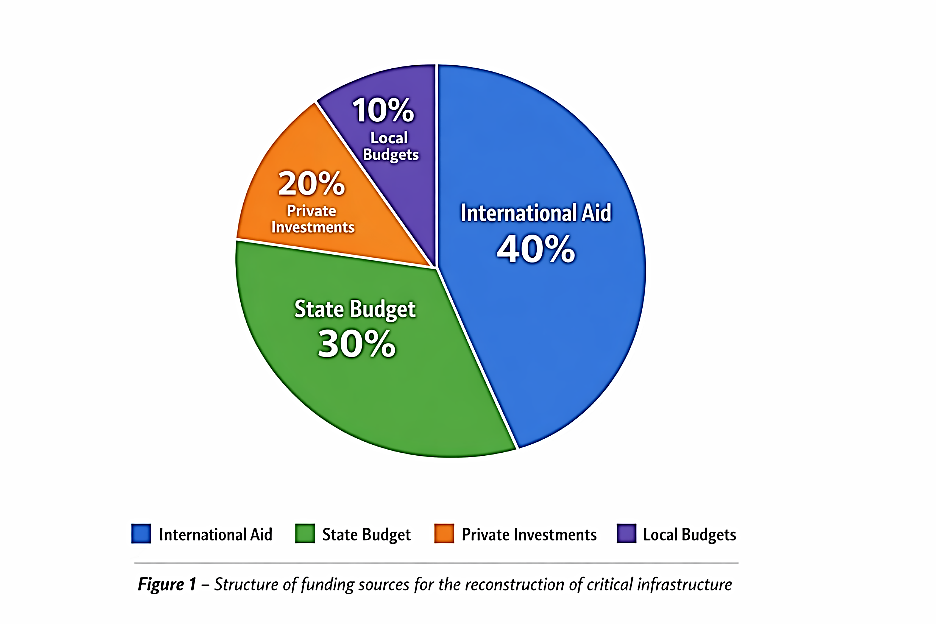 10%
Local
Budgets
20%
Private
Investments
International Aid
40%
State Budget
30%
International Aid State Budget Private Investments Local Budgets
Figure 1 – Structure of funding sources for the reconstruction of critical infrastructure